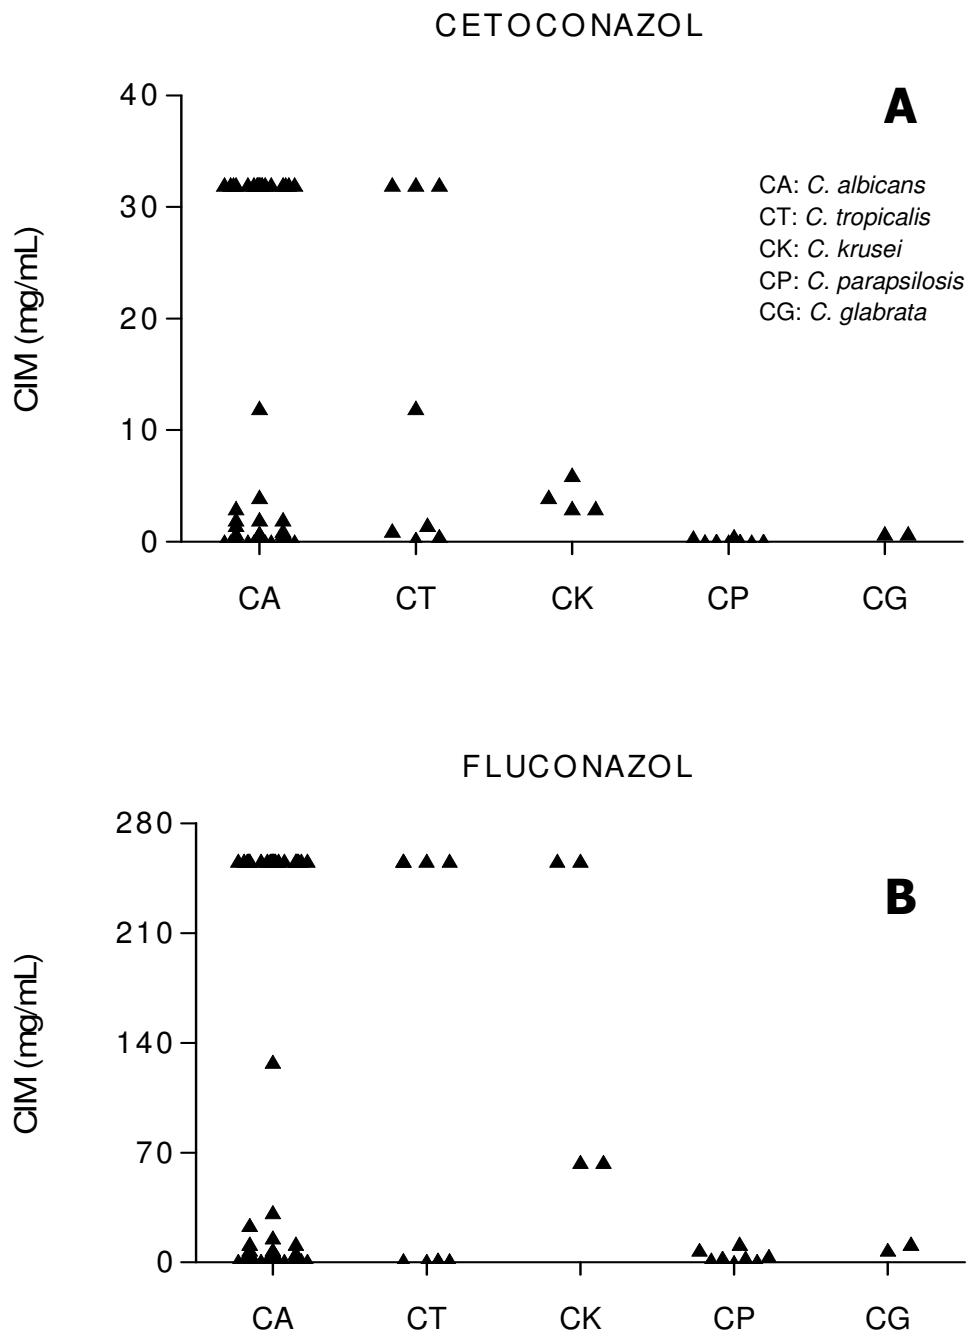 CETOCONAZOL
A
40
30
20
10
0
CIM (mg/mL)
CA: C. albicans
CT: C. tropicalis
CK: C. krusei
CP: C. parapsilosis
CG: C. glabrata
CA CT CK CP CG
FLUCONAZOL
B
280
210
140
70
0
CIM (mg/mL)
CA CT CK CP CG